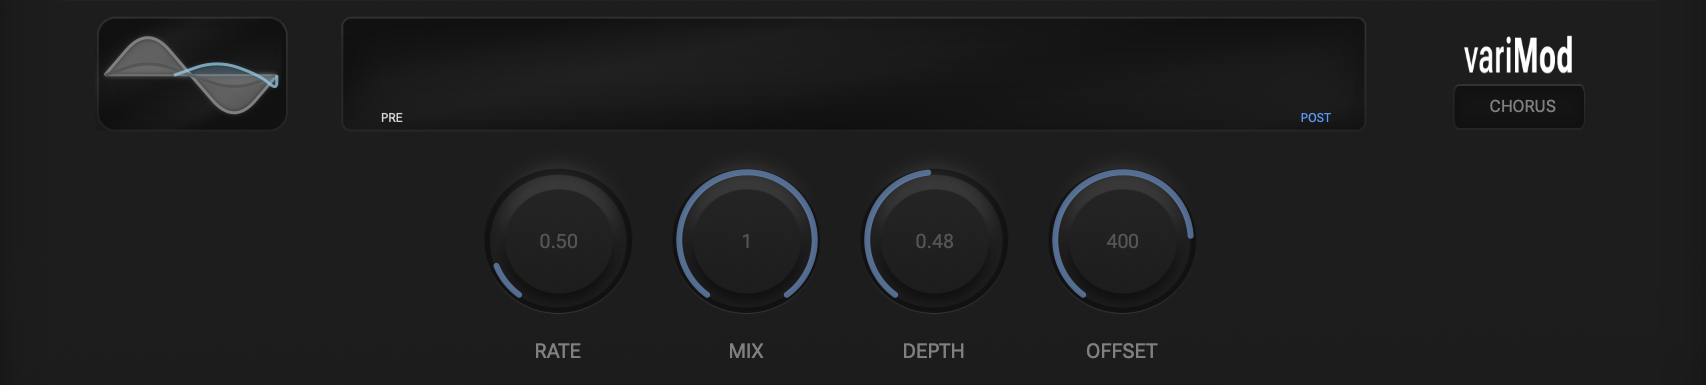 variMod
CHORUS
PRE
POST
0.50
1
0.48
400
RATE
MIX
DEPTH
OFFSET